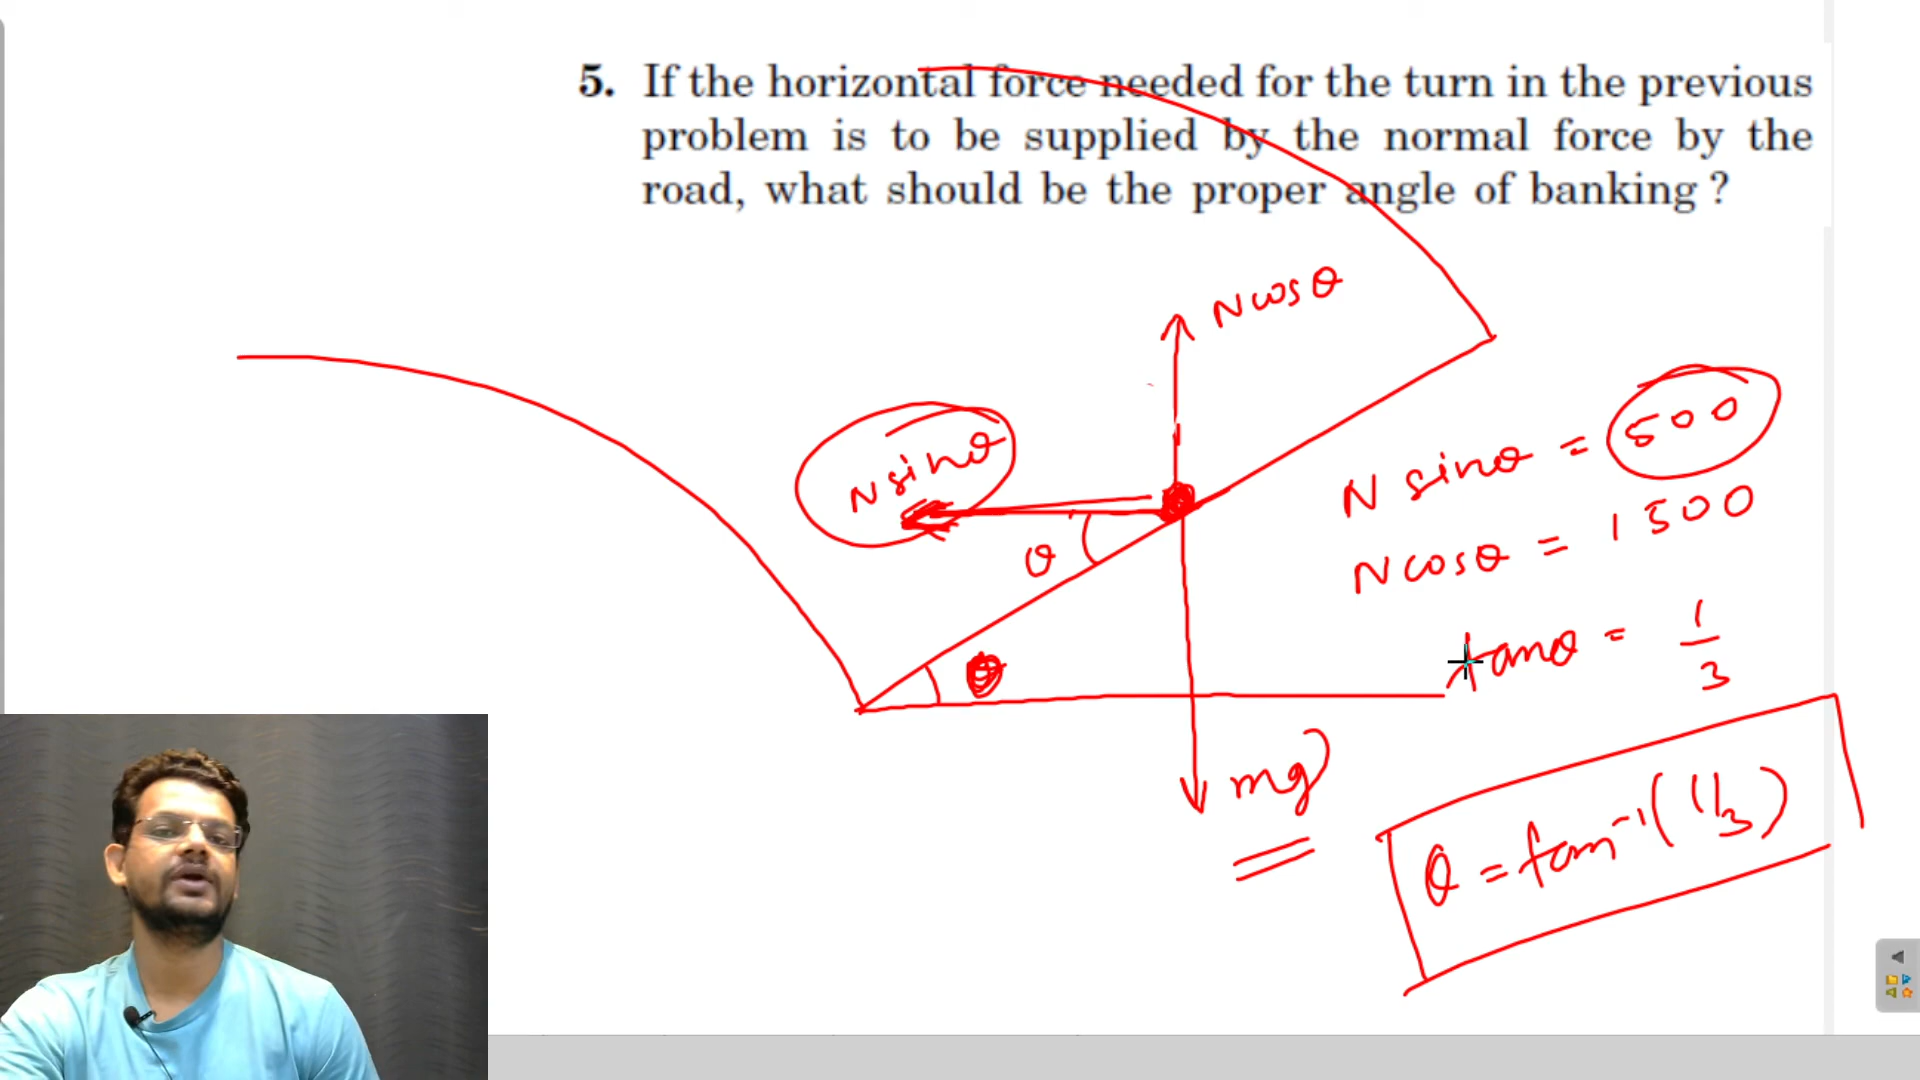 5. If the horizontal force needed for the turn in the previous
problem is to be supplied by the normal force by the
road, what should be the proper angle of banking ?
N cos θ
N sin θ
N sin θ = 500
N cos θ = 1500
θ
tan θ = 1/3
θ
mg
θ = tan⁻¹(1/3)